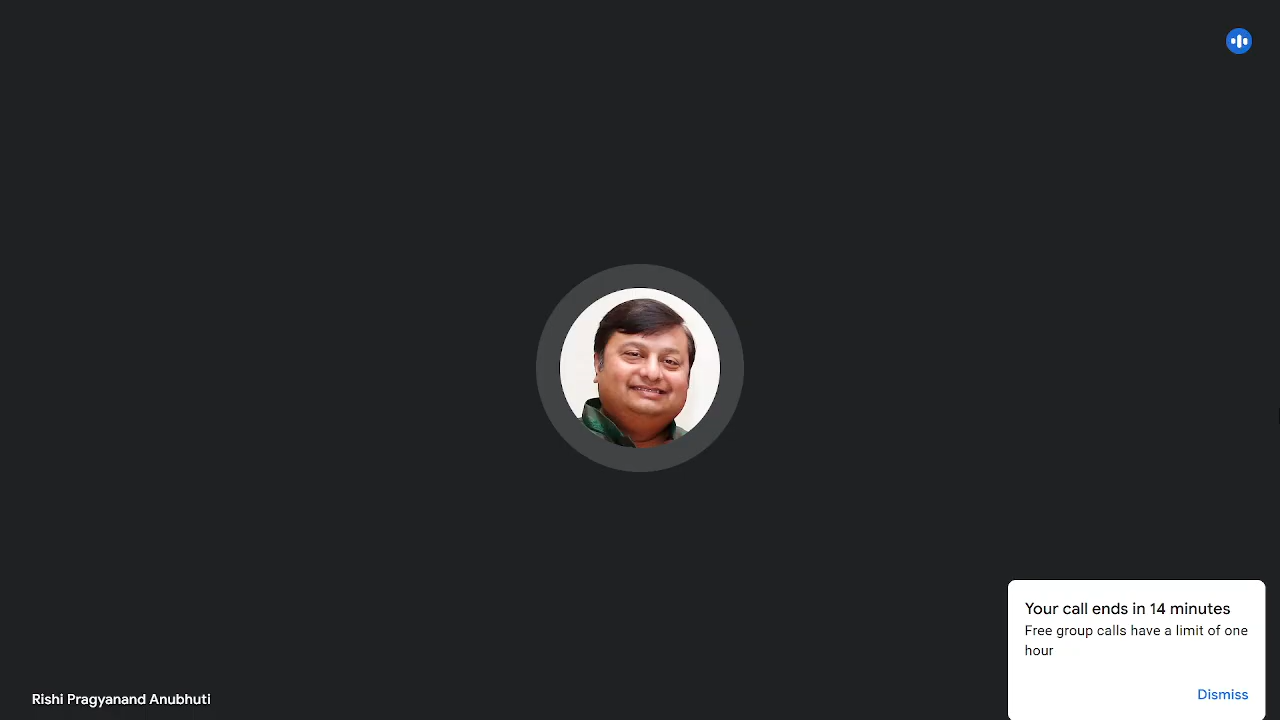 Your call ends in 14 minutes
Free group calls have a limit of one
hour
Dismiss
Rishi Pragyanand Anubhuti